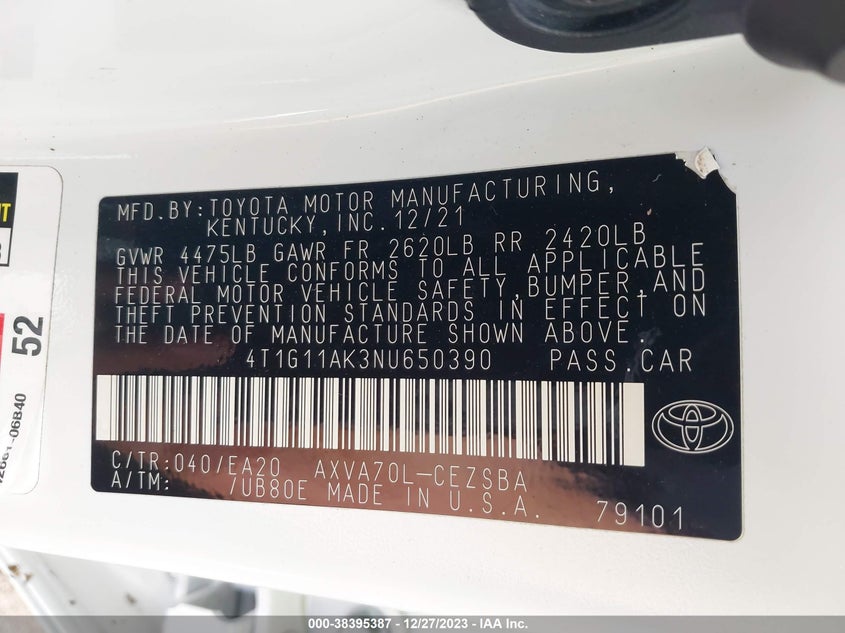 MFD.BY:TOYOTA MOTOR MANUFACTURING,
KENTUCKY,INC.12/21
GVWR 4475LB GAWR FR 2620LB RR 2420LB
THIS VEHICLE CONFORMS TO ALL APPLICABLE
FEDERAL MOTOR VEHICLE SAFETY,BUMPER,AND
THEFT PREVENTION STANDARDS IN EFFECT ON
THE DATE OF MANUFACTURE SHOWN ABOVE.
4T1G11AK3NU650390 PASS.CAR
C/TR:040/EA20 AXVA70L-CEZSBA
A/TM: /UB80E MADE IN U.S.A. 79101
52
000-38395387 - 12/27/2023 - IAA Inc.